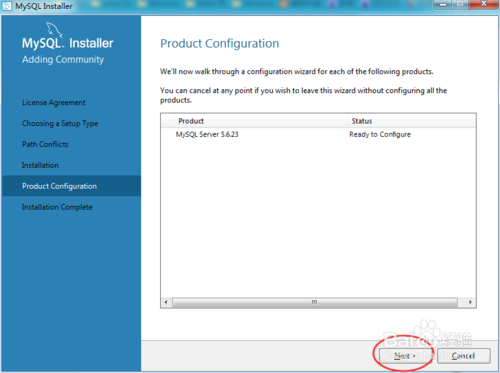 MySQL Installer
MySQL. Installer
Adding Community
License Agreement
Choosing a Setup Type
Path Conflicts
Installation
Product Configuration
Installation Complete
Product Configuration
We'll now walk through a configuration wizard for each of the following products.
You can cancel at any point if you wish to leave this wizard without configuring all the
products.
Product Status
MySQL Server 5.6.23 Ready to Configure
Next > Cancel